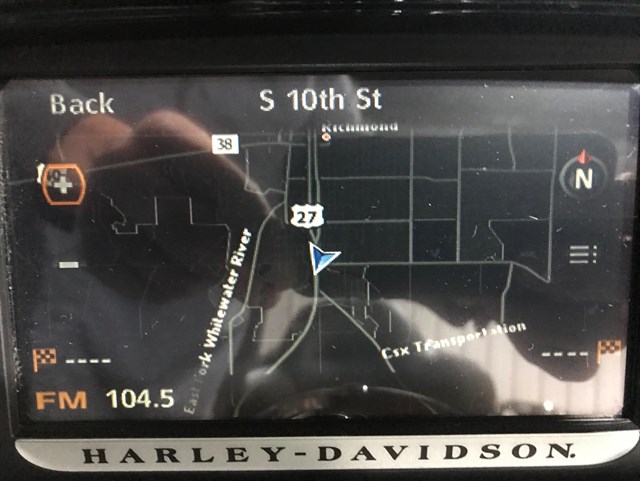 Back
S 10th St
Richmond
38
N
27
East Fork Whitewater River
Csx Transportation
----
----
FM 104.5
HARLEY-DAVIDSON.